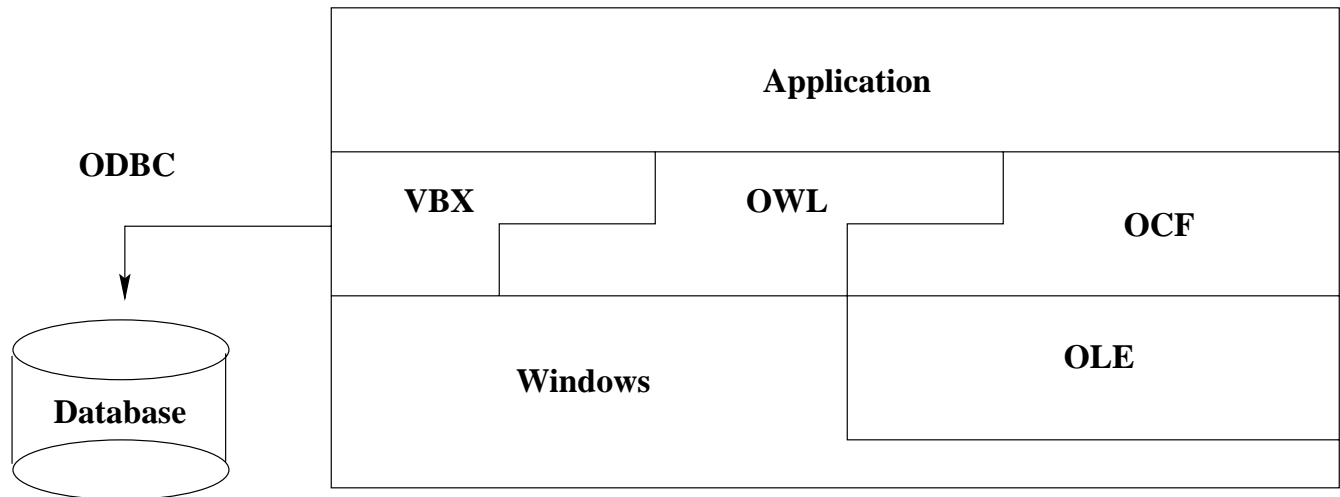 Application
ODBC
VBX
OWL
OCF
OLE
Windows
Database